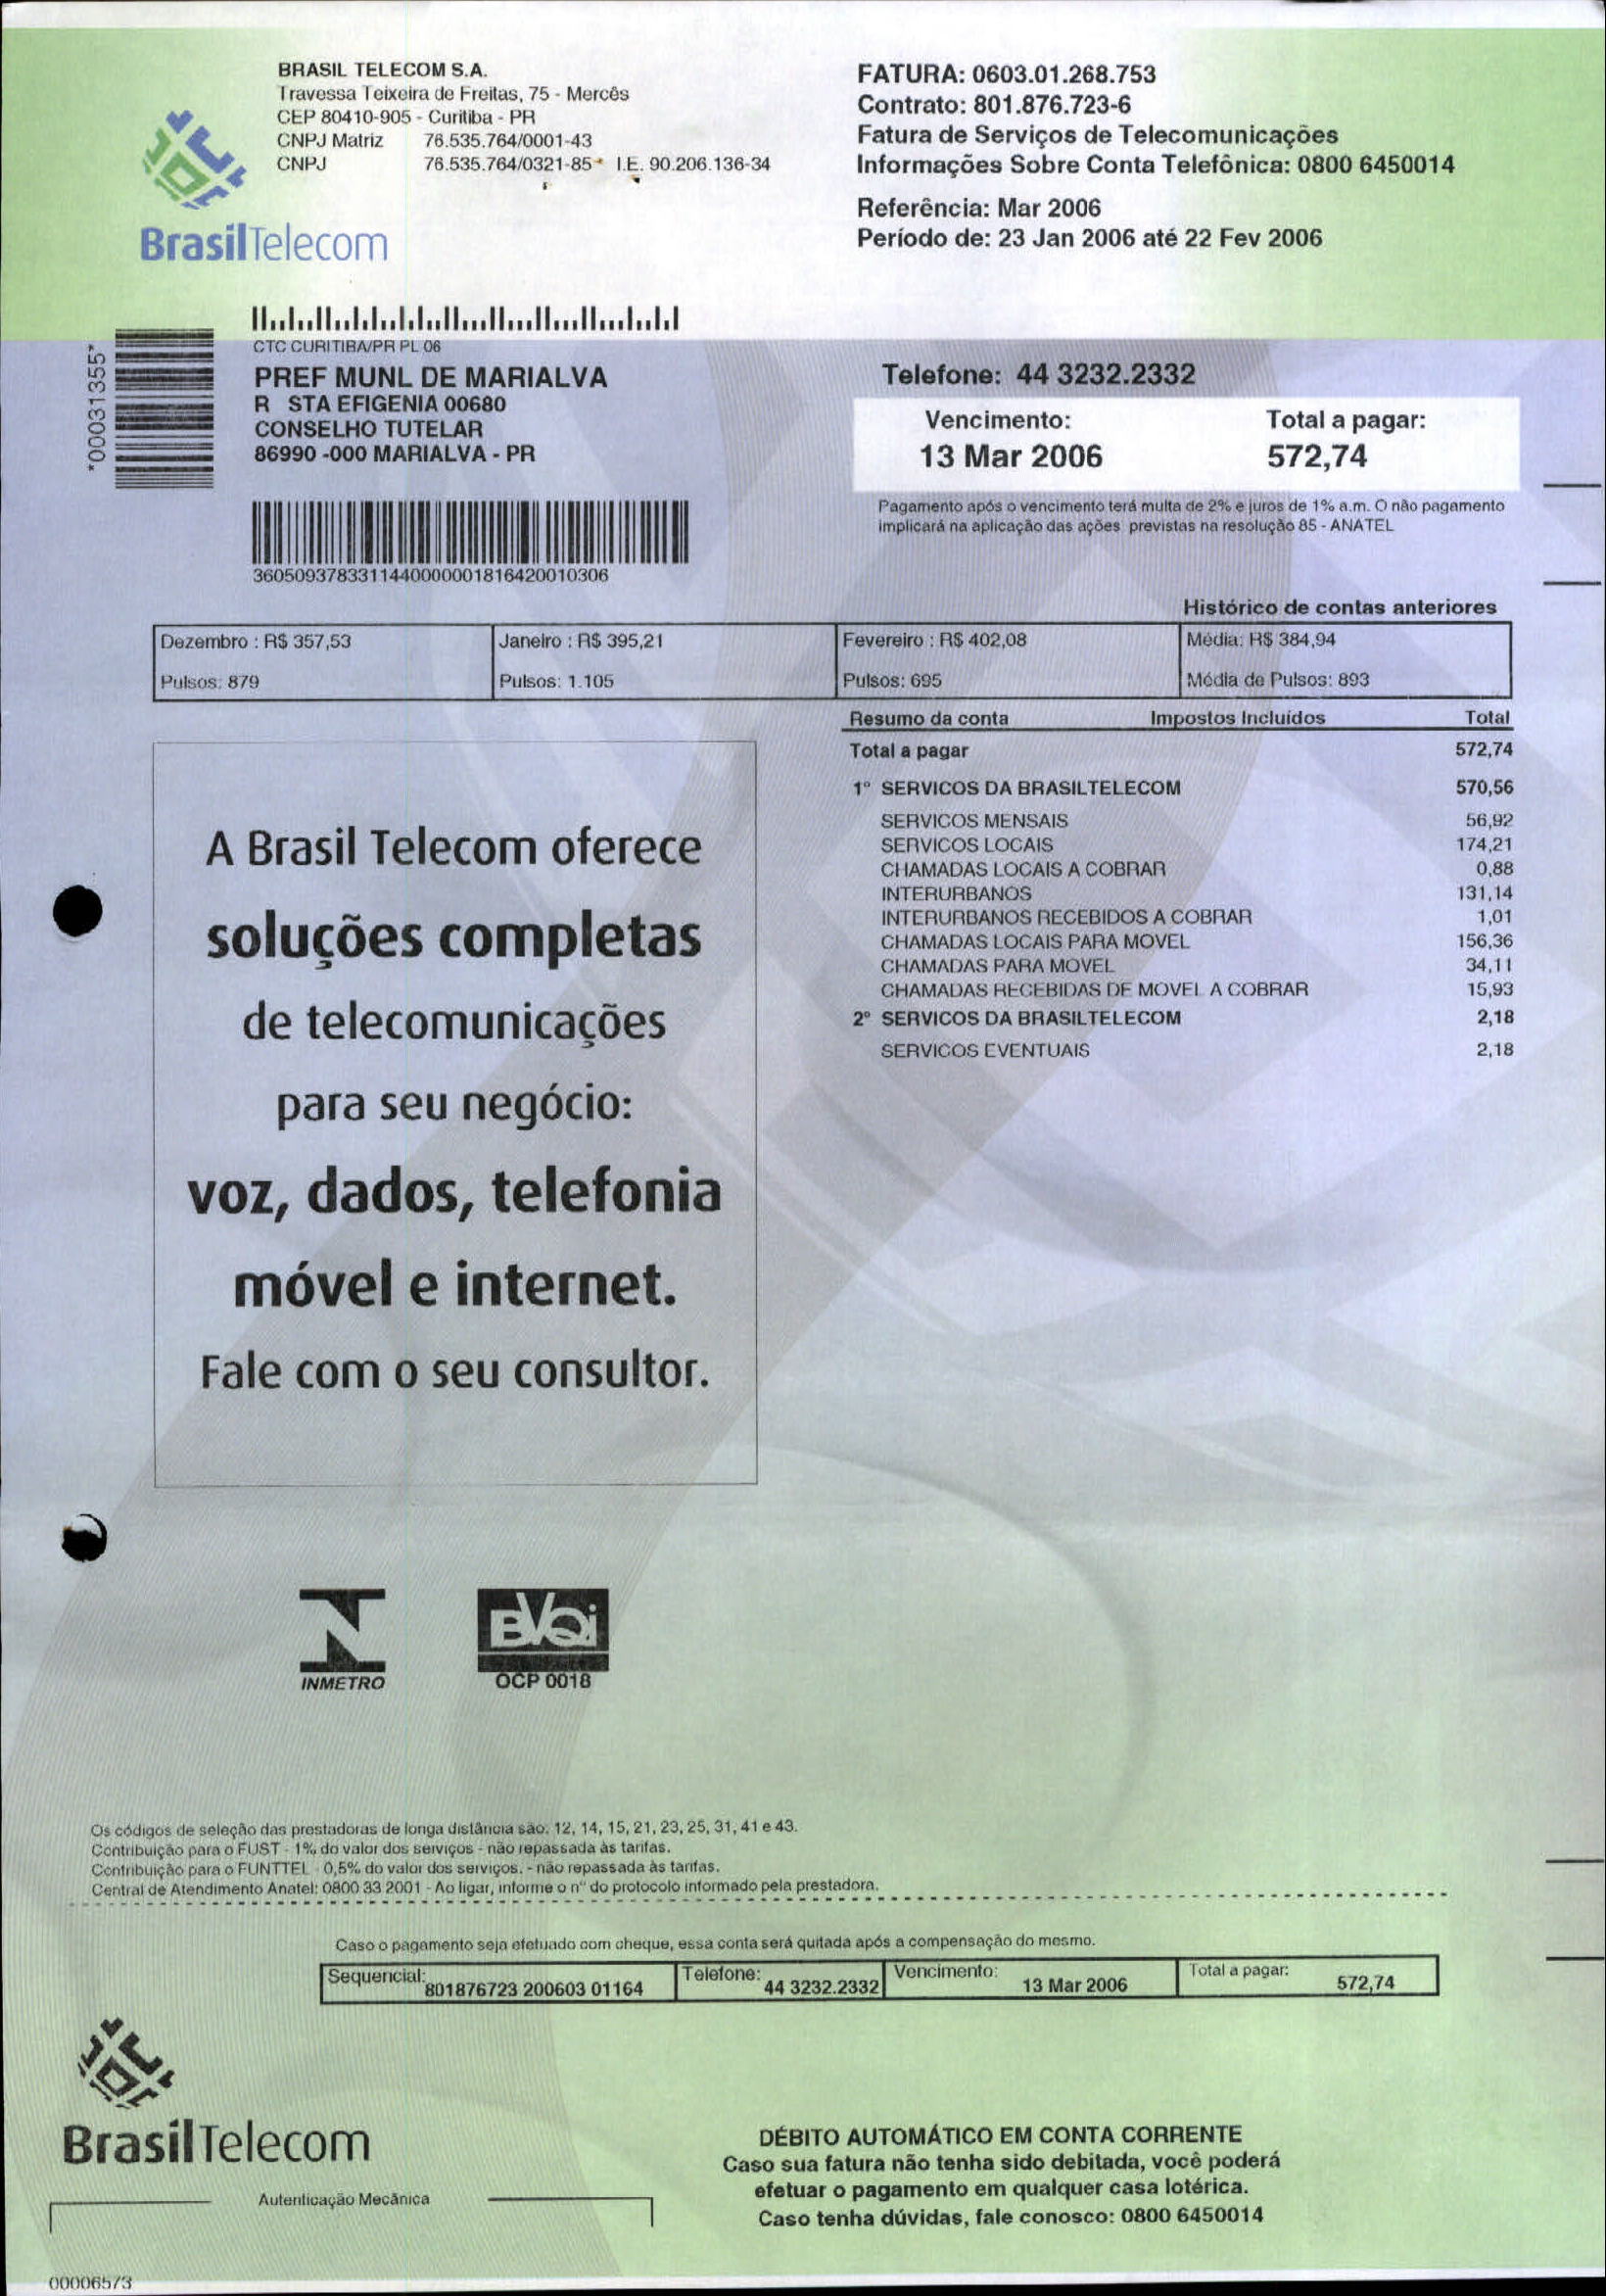 BRASIL TELECOM S.A.
Travessa Teixeira de Freitas, 75 - Mercês
CEP 80410-905 - Curitiba - PR
CNPJ Matriz 76.535.764/0001-43
CNPJ 76.535.764/0321-85 I.E. 90.206.136-34
BrasilTelecom
FATURA: 0603.01.268.753
Contrato: 801.876.723-6
Fatura de Serviços de Telecomunicações
Informações Sobre Conta Telefônica: 0800 6450014
Referência: Mar 2006
Período de: 23 Jan 2006 até 22 Fev 2006
*00031355*
CTC CURITIBA/PR PL 06
PREF MUNL DE MARIALVA
R STA EFIGENIA 00680
CONSELHO TUTELAR
86990 -000 MARIALVA - PR
3605093783311440000001816420010306
Telefone: 44 3232.2332
Vencimento: Total a pagar:
13 Mar 2006 572,74
Pagamento após o vencimento terá multa de 2% e juros de 1% a.m. O não pagamento
implicará na aplicação das ações previstas na resolução 85 - ANATEL
Histórico de contas anteriores
Dezembro : R$ 357,53 Janeiro : R$ 395,21 Fevereiro : R$ 402,08 Média: R$ 384,94
Pulsos: 879 Pulsos: 1.105 Pulsos: 695 Média de Pulsos: 893
Resumo da conta Impostos Incluídos Total
Total a pagar 572,74
1º SERVICOS DA BRASILTELECOM 570,56
SERVICOS MENSAIS 56,92
SERVICOS LOCAIS 174,21
CHAMADAS LOCAIS A COBRAR 0,88
INTERURBANOS 131,14
INTERURBANOS RECEBIDOS A COBRAR 1,01
CHAMADAS LOCAIS PARA MOVEL 156,36
CHAMADAS PARA MOVEL 34,11
CHAMADAS RECEBIDAS DE MOVEL A COBRAR 15,93
2º SERVICOS DA BRASILTELECOM 2,18
SERVICOS EVENTUAIS 2,18
A Brasil Telecom oferece
soluções completas
de telecomunicações
para seu negócio:
voz, dados, telefonia
móvel e internet.
Fale com o seu consultor.
INMETRO
BVQi
OCP 0018
Os códigos de seleção das prestadoras de longa distância são: 12, 14, 15, 21, 23, 25, 31, 41 e 43.
Contribuição para o FUST - 1% do valor dos serviços - não repassada às tarifas.
Contribuição para o FUNTTEL - 0,5% do valor dos serviços. - não repassada às tarifas.
Central de Atendimento Anatel: 0800 33 2001 - Ao ligar, informe o nº do protocolo informado pela prestadora.
Caso o pagamento seja efetuado com cheque, essa conta será quitada após a compensação do mesmo.
Sequencial: 801876723 200603 01164 Telefone: 44 3232.2332 Vencimento: 13 Mar 2006 Total a pagar: 572,74
BrasilTelecom
Autenticação Mecânica
DÉBITO AUTOMÁTICO EM CONTA CORRENTE
Caso sua fatura não tenha sido debitada, você poderá
efetuar o pagamento em qualquer casa lotérica.
Caso tenha dúvidas, fale conosco: 0800 6450014
00006573